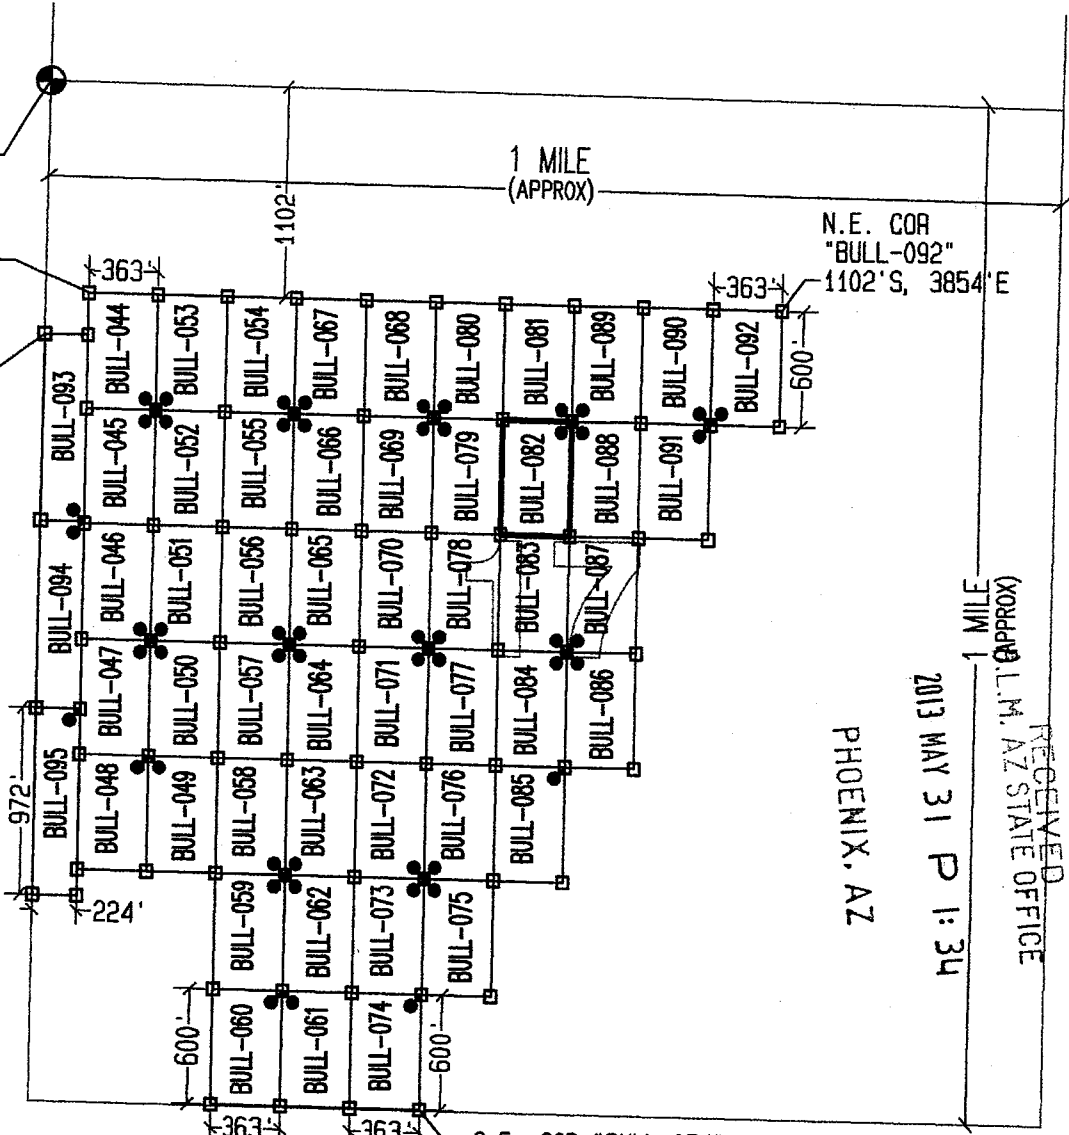 1 MILE
(APPROX)
1102'
N.E. COR
"BULL-092"
1102'S, 3854'E
363'
363'
600'
BULL-044
BULL-053
BULL-054
BULL-067
BULL-068
BULL-080
BULL-081
BULL-089
BULL-090
BULL-092
BULL-093
BULL-045
BULL-052
BULL-055
BULL-066
BULL-069
BULL-079
BULL-082
BULL-088
BULL-091
BULL-094
BULL-046
BULL-051
BULL-056
BULL-065
BULL-070
BULL-078
BULL-083
BULL-087
BULL-047
BULL-050
BULL-057
BULL-064
BULL-071
BULL-077
BULL-084
BULL-086
BULL-095
BULL-048
BULL-049
BULL-058
BULL-063
BULL-072
BULL-076
BULL-085
972'
224'
BULL-059
BULL-062
BULL-073
BULL-075
600'
BULL-060
BULL-061
BULL-074
600'
363'
363'
1 MILE
(APPROX)
RECEIVED
B.L.M. AZ STATE OFFICE
2013 MAY 31 P 1:34
PHOENIX, AZ